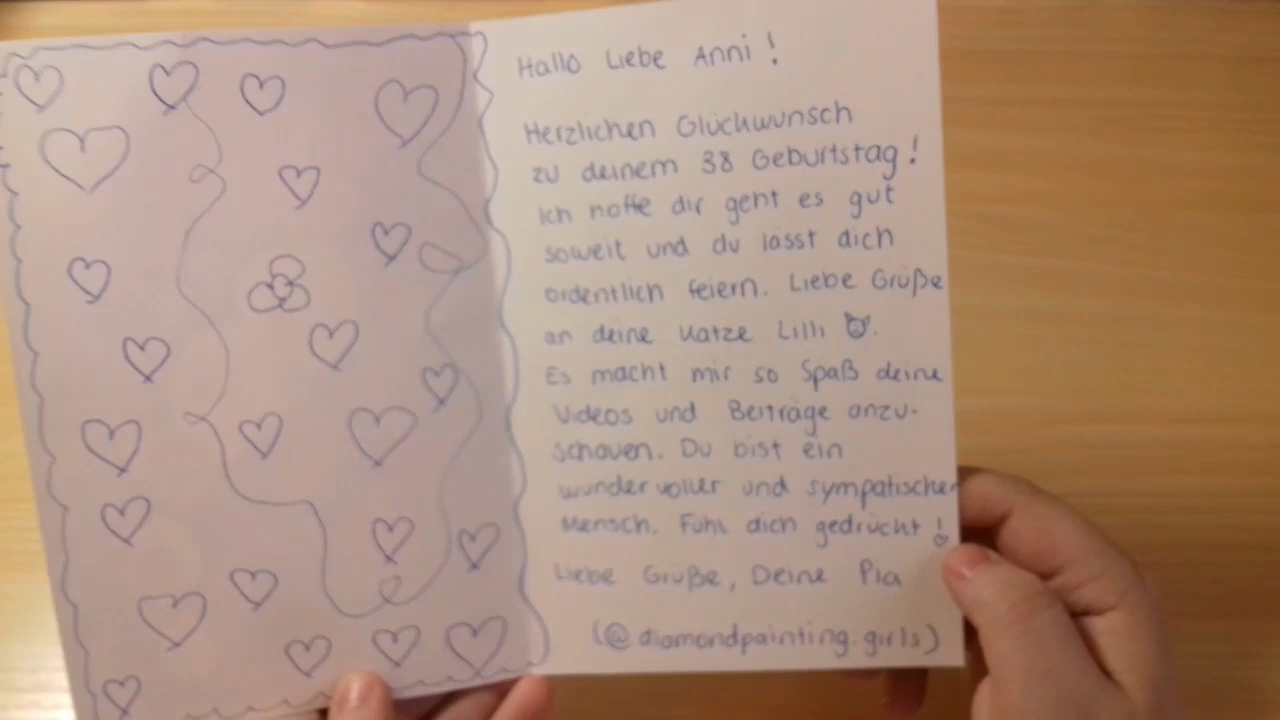 Hallo Liebe Anni!
Herzlichen Glückwunsch
zu deinem 38 Geburtstag!
Ich hoffe dir geht es gut
soweit und du lässt dich
ordentlich feiern. Liebe Grüße
an deine Katze Lilli.
Es macht mir so Spaß deine
Videos und Beiträge anzu-
schauen. Du bist ein
wundervoller und sympatischer
Mensch. Fühl dich gedrückt!
Liebe Grüße, Deine Pia
(@diamondpainting.girls)